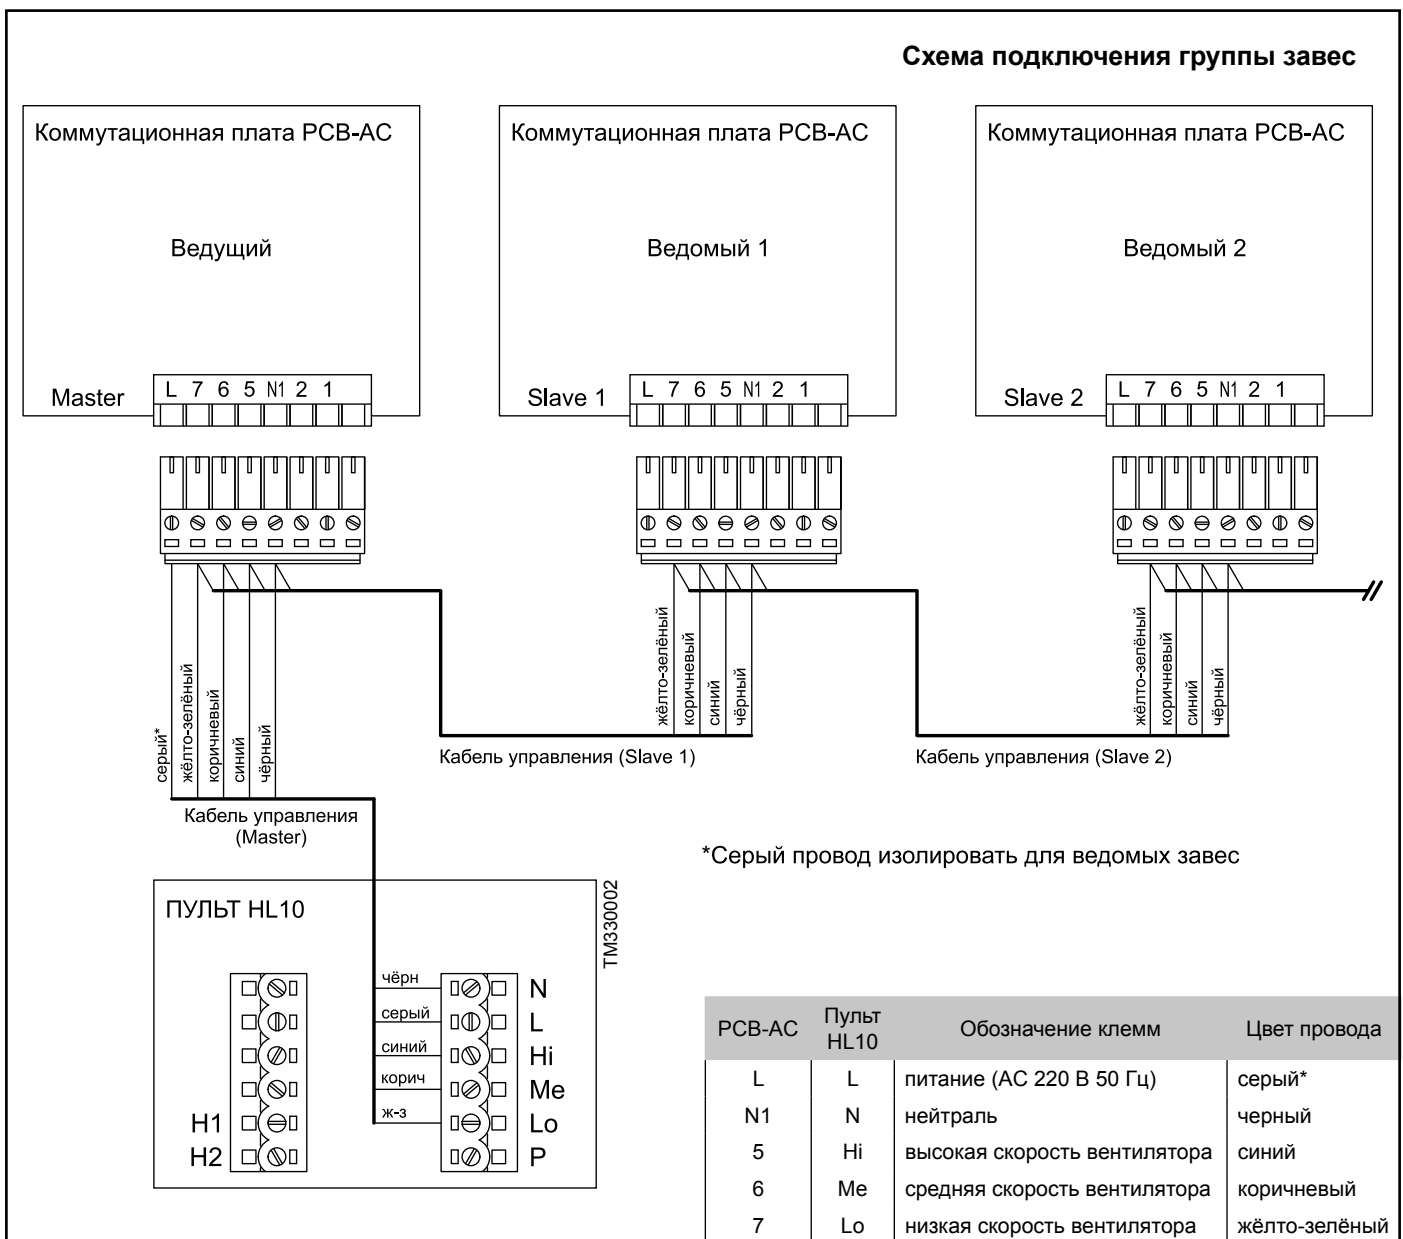 Схема подключения группы завес
Коммутационная плата PCB-AC
Ведущий
Master
L 7 6 5 N1 2 1
Коммутационная плата PCB-AC
Ведомый 1
Slave 1
L 7 6 5 N1 2 1
Коммутационная плата PCB-AC
Ведомый 2
Slave 2
L 7 6 5 N1 2 1
серый*
жёлто-зелёный
коричневый
синий
чёрный
жёлто-зелёный
коричневый
синий
чёрный
жёлто-зелёный
коричневый
синий
чёрный
Кабель управления (Slave 1)
Кабель управления (Slave 2)
Кабель управления
(Master)
*Серый провод изолировать для ведомых завес
ПУЛЬТ HL10
TM330002
H1
H2
чёрн
серый
синий
корич
ж-з
N
L
Hi
Me
Lo
P
PCB-AC Пульт HL10 Обозначение клемм Цвет провода
L L питание (AC 220 В 50 Гц) серый*
N1 N нейтраль черный
5 Hi высокая скорость вентилятора синий
6 Me средняя скорость вентилятора коричневый
7 Lo низкая скорость вентилятора жёлто-зелёный